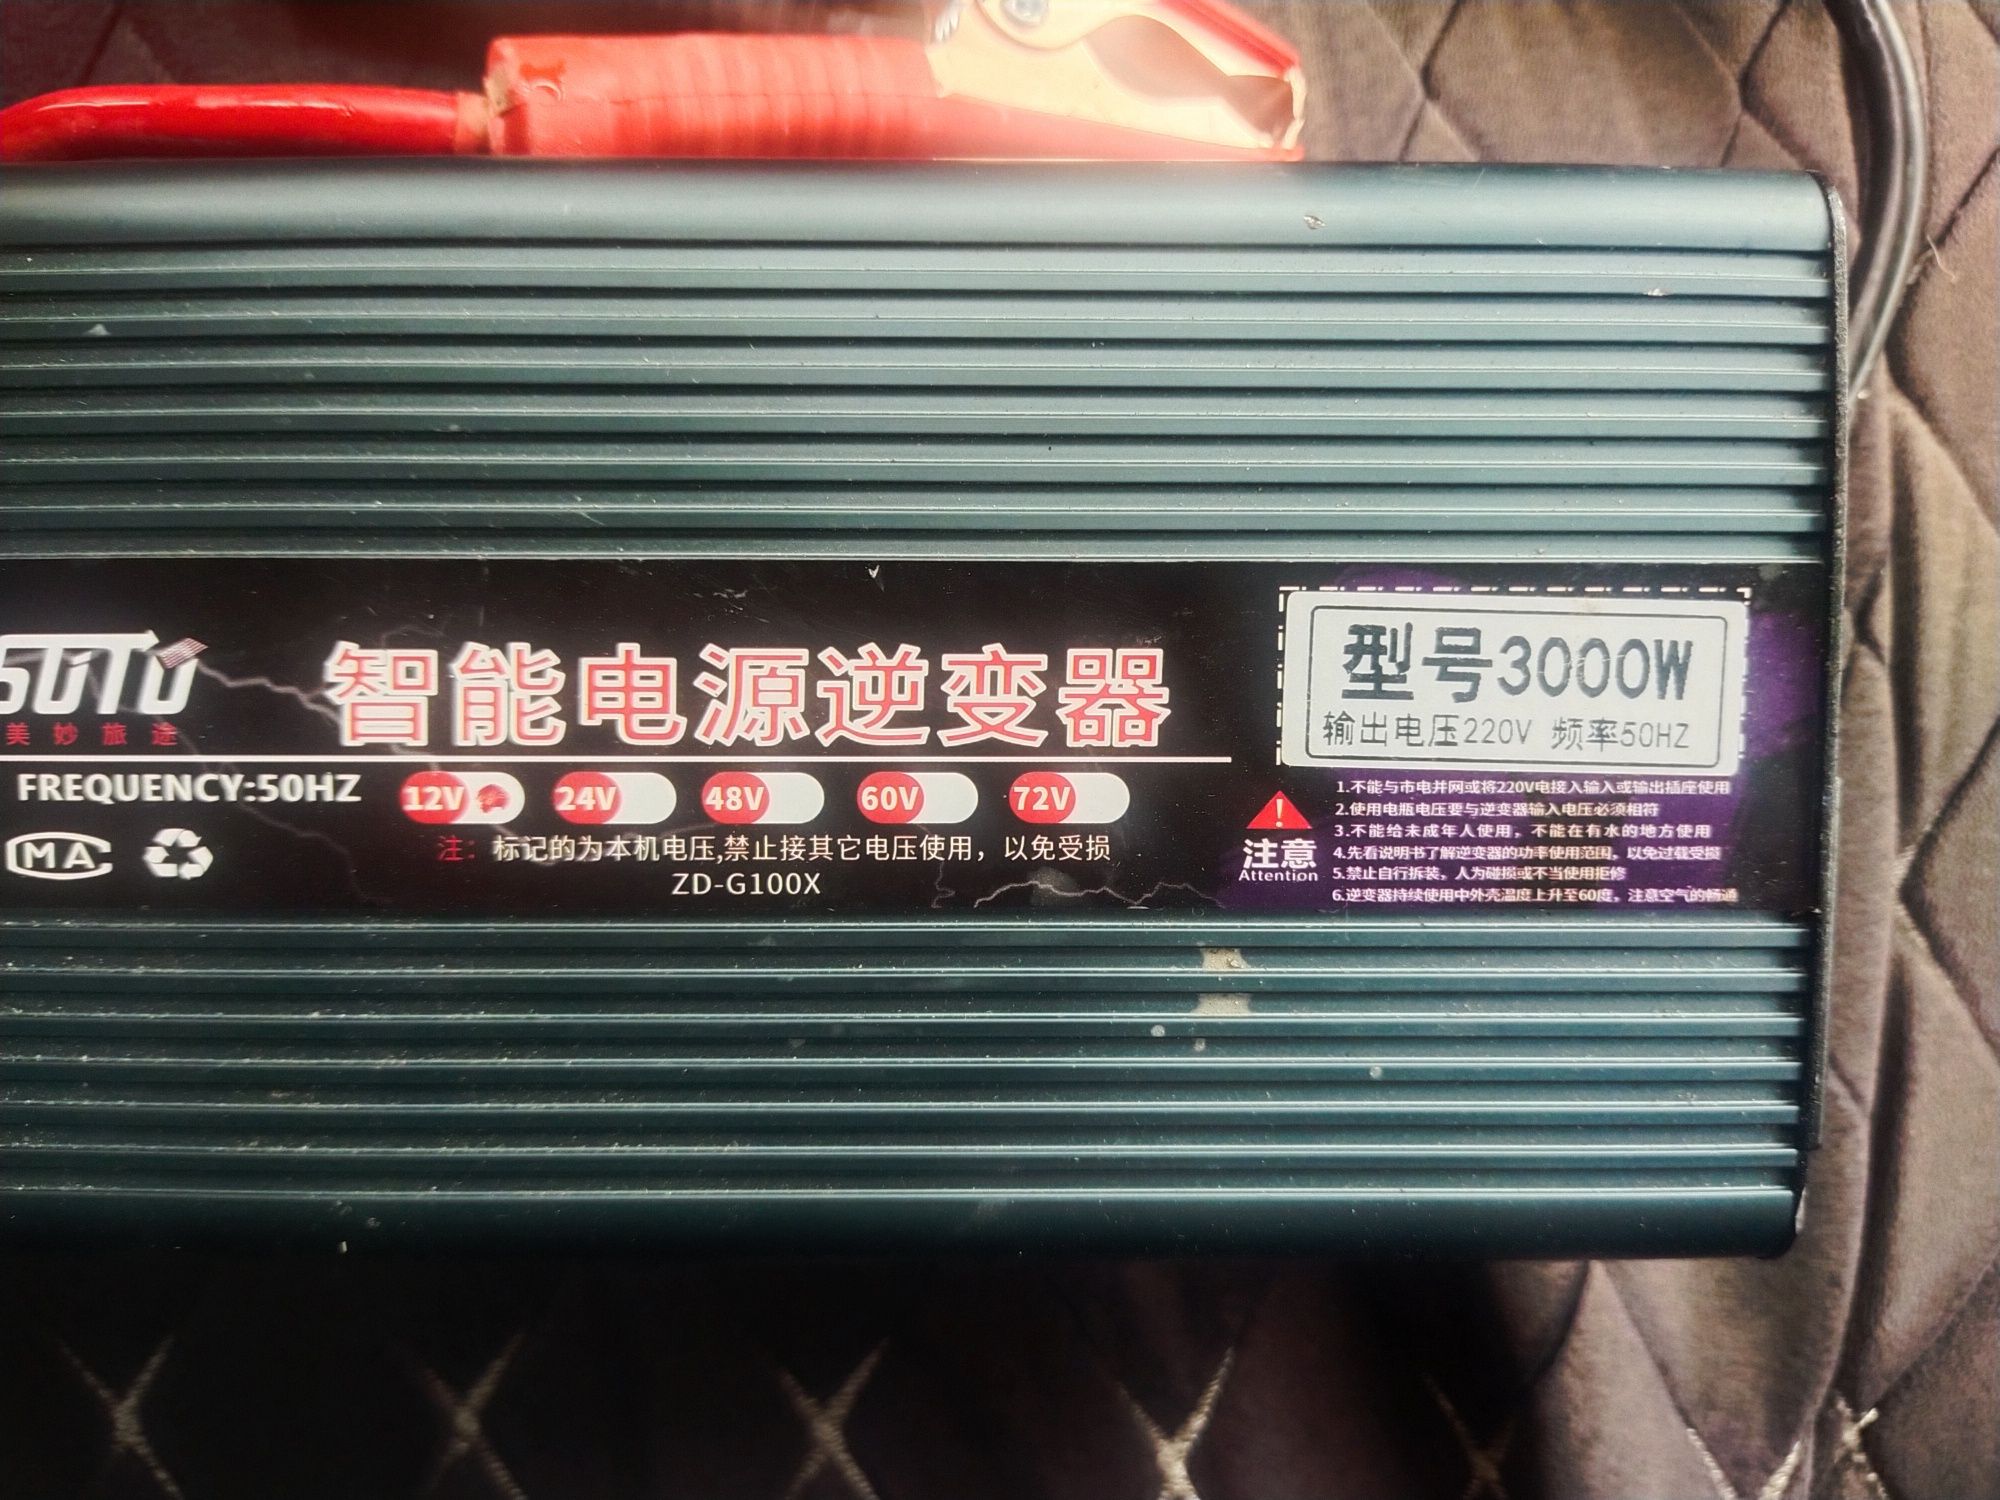 SUITU
美妙旅途
智能电源逆变器
型号3000W
输出电压220V 频率50HZ
FREQUENCY:50HZ
12V 24V 48V 60V 72V
注：标记的为本机电压,禁止接其它电压使用，以免受损
ZD-G100X
MA
注意
Attention
1.不能与市电并网或将220V电接入输入或输出插座使用
2.使用电瓶电压要与逆变器输入电压必须相符
3.不能给未成年人使用，不能在有水的地方使用
4.先看说明书了解逆变器的功率使用范围，以免过载受损
5.禁止自行拆装，人为碰损或不当使用拒修
6.逆变器持续使用中外壳温度上升至60度，注意空气的畅通